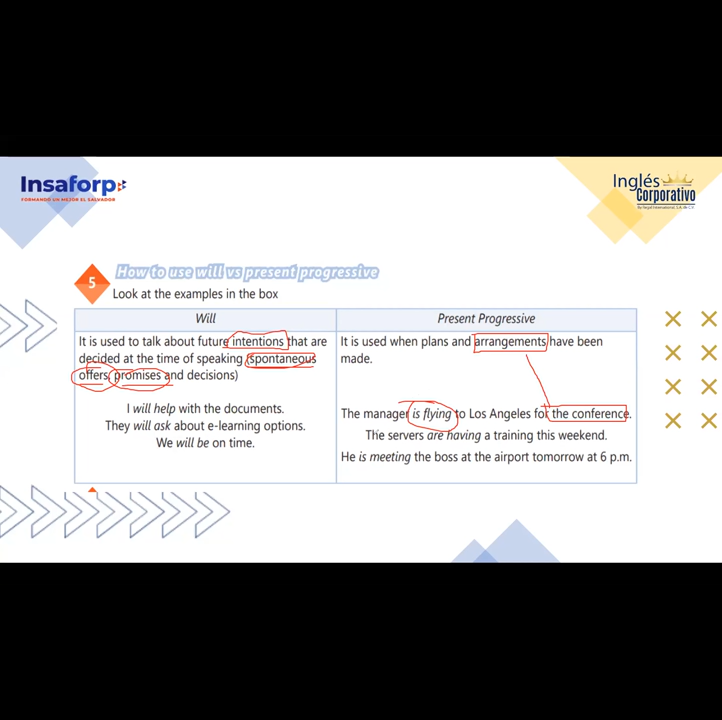 Insaforp
FORMANDO UN MEJOR EL SALVADOR
Inglés
Corporativo
5
How to use will vs present progressive
Look at the examples in the box
Will
It is used to talk about future intentions that are
decided at the time of speaking (spontaneous
offers, promises and decisions)
I will help with the documents.
They will ask about e-learning options.
We will be on time.
Present Progressive
It is used when plans and arrangements have been
made.
The manager is flying to Los Angeles for the conference.
The servers are having a training this weekend.
He is meeting the boss at the airport tomorrow at 6 p.m.